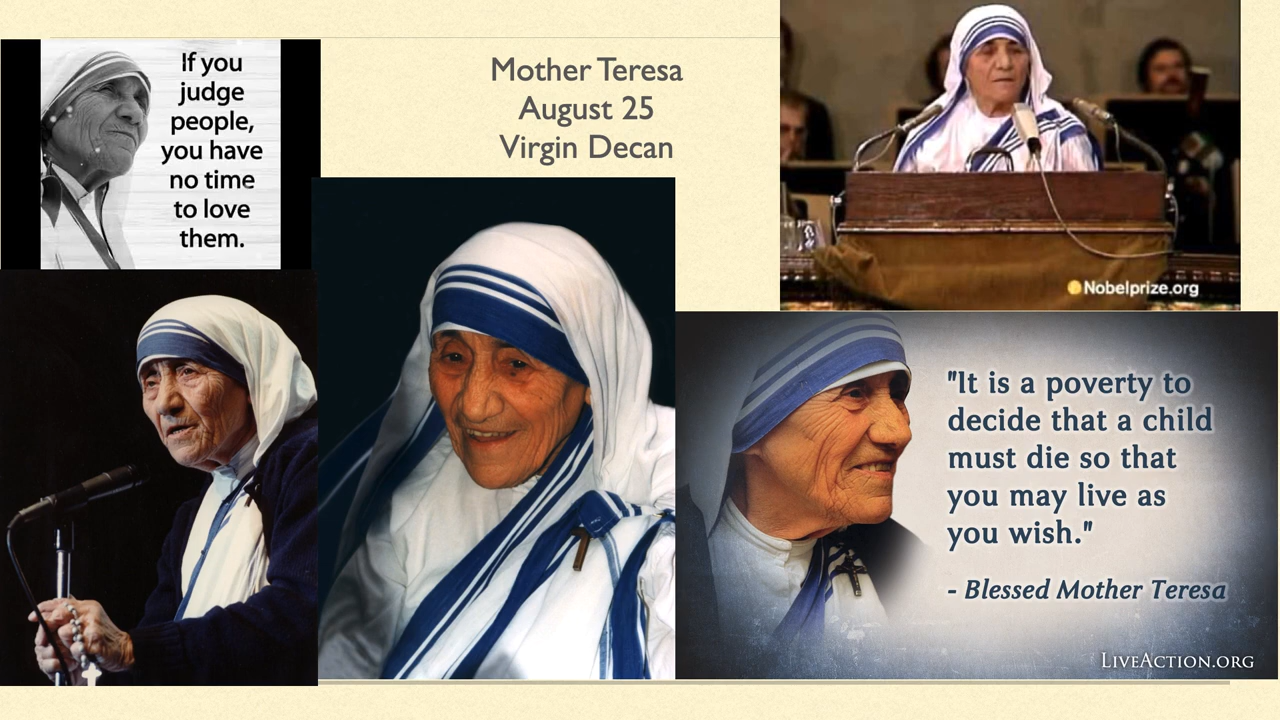 If you
judge
people,
you have
no time
to love
them.
Mother Teresa
August 25
Virgin Decan
Nobelprize.org
"It is a poverty to
decide that a child
must die so that
you may live as
you wish."
- Blessed Mother Teresa
LiveAction.org